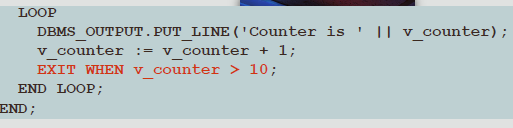 LOOP
DBMS_OUTPUT.PUT_LINE('Counter is ' || v_counter);
v_counter := v_counter + 1;
EXIT WHEN v_counter > 10;
END LOOP;
END;